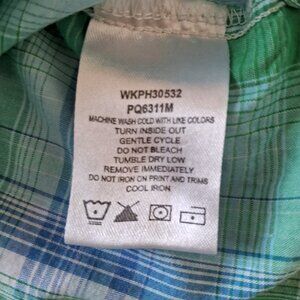 WKPH30532
PQ6311M
MACHINE WASH COLD WITH LIKE COLORS
TURN INSIDE OUT
GENTLE CYCLE
DO NOT BLEACH
TUMBLE DRY LOW
REMOVE IMMEDIATELY
DO NOT IRON ON PRINT AND TRIMS
COOL IRON